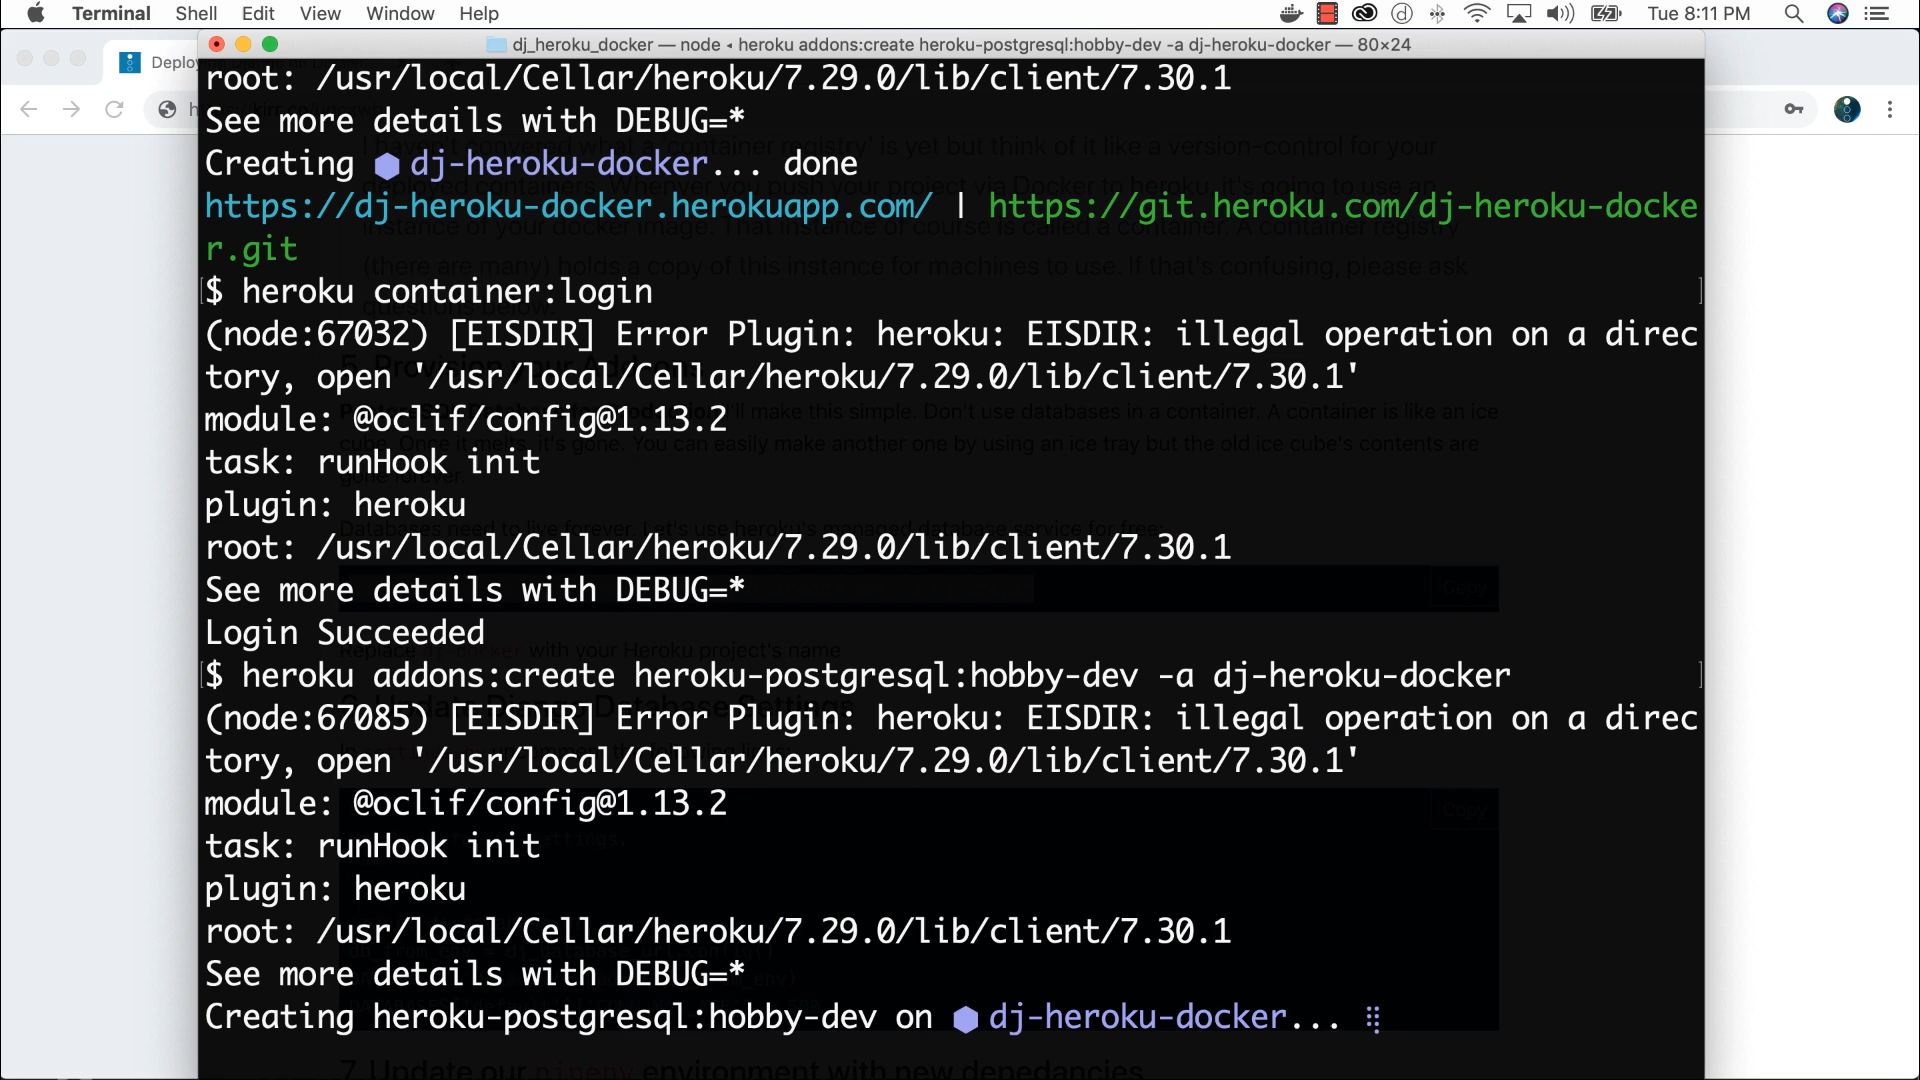 Terminal Shell Edit View Window Help Tue 8:11 PM
dj_heroku_docker — node ◂ heroku addons:create heroku-postgresql:hobby-dev -a dj-heroku-docker — 80×24
root: /usr/local/Cellar/heroku/7.29.0/lib/client/7.30.1
See more details with DEBUG=*
Creating ⬢ dj-heroku-docker... done
https://dj-heroku-docker.herokuapp.com/ | https://git.heroku.com/dj-heroku-docke
r.git
$ heroku container:login
(node:67032) [EISDIR] Error Plugin: heroku: EISDIR: illegal operation on a direc
tory, open '/usr/local/Cellar/heroku/7.29.0/lib/client/7.30.1'
module: @oclif/config@1.13.2
task: runHook init
plugin: heroku
root: /usr/local/Cellar/heroku/7.29.0/lib/client/7.30.1
See more details with DEBUG=*
Login Succeeded
$ heroku addons:create heroku-postgresql:hobby-dev -a dj-heroku-docker
(node:67085) [EISDIR] Error Plugin: heroku: EISDIR: illegal operation on a direc
tory, open '/usr/local/Cellar/heroku/7.29.0/lib/client/7.30.1'
module: @oclif/config@1.13.2
task: runHook init
plugin: heroku
root: /usr/local/Cellar/heroku/7.29.0/lib/client/7.30.1
See more details with DEBUG=*
Creating heroku-postgresql:hobby-dev on ⬢ dj-heroku-docker... ⣾
7. Update our pipenv environment with new depedancies